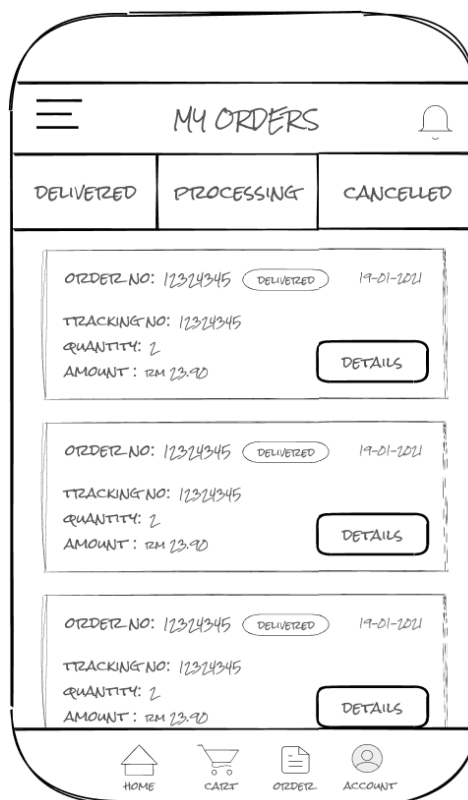 MY ORDERS
DELIVERED PROCESSING CANCELLED
ORDER NO: 12324345 DELIVERED 19-01-2021
TRACKING NO: 12324345
QUANTITY: 2
AMOUNT : RM 23.90
DETAILS
ORDER NO: 12324345 DELIVERED 19-01-2021
TRACKING NO: 12324345
QUANTITY: 2
AMOUNT : RM 23.90
DETAILS
ORDER NO: 12324345 DELIVERED 19-01-2021
TRACKING NO: 12324345
QUANTITY: 2
AMOUNT : RM 23.90
DETAILS
HOME CART ORDER ACCOUNT